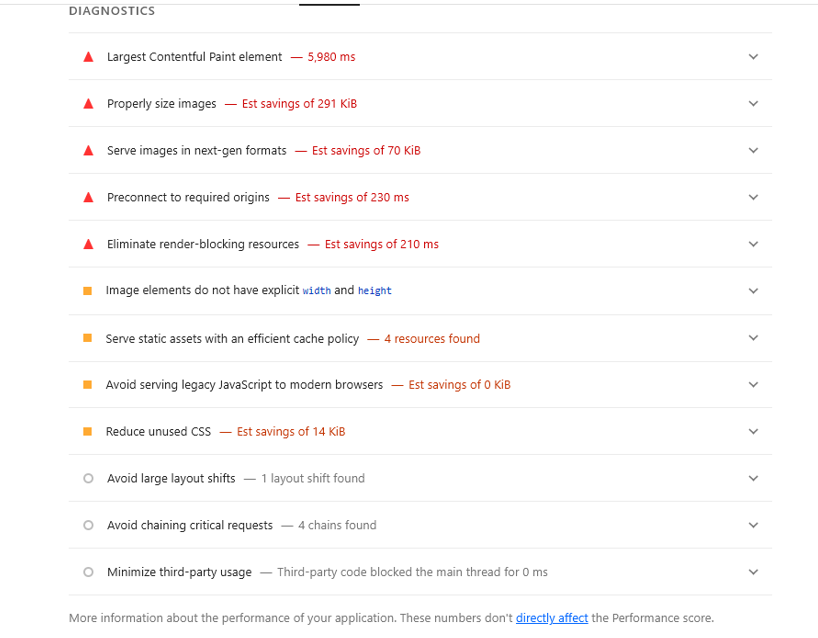 DIAGNOSTICS
Largest Contentful Paint element — 5,980 ms
Properly size images — Est savings of 291 KiB
Serve images in next-gen formats — Est savings of 70 KiB
Preconnect to required origins — Est savings of 230 ms
Eliminate render-blocking resources — Est savings of 210 ms
Image elements do not have explicit width and height
Serve static assets with an efficient cache policy — 4 resources found
Avoid serving legacy JavaScript to modern browsers — Est savings of 0 KiB
Reduce unused CSS — Est savings of 14 KiB
Avoid large layout shifts — 1 layout shift found
Avoid chaining critical requests — 4 chains found
Minimize third-party usage — Third-party code blocked the main thread for 0 ms
More information about the performance of your application. These numbers don't directly affect the Performance score.